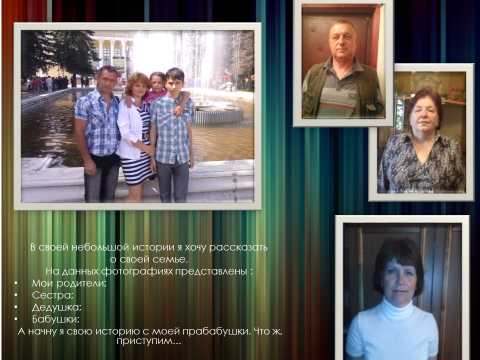 В своей небольшой истории я хочу рассказать
о своей семье.
На данных фотографиях представлены :
• Мои родители;
• Сестра;
• Дедушка;
• Бабушки;
А начну я свою историю с моей прабабушки. Что ж,
приступим...